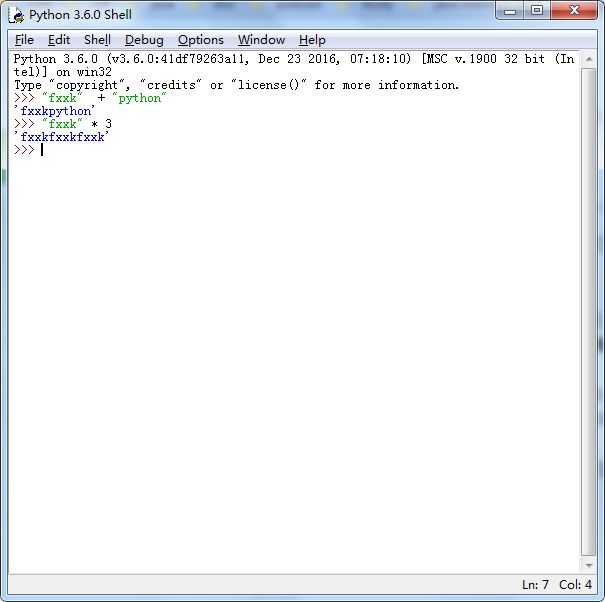 Python 3.6.0 Shell
File Edit Shell Debug Options Window Help
Python 3.6.0 (v3.6.0:41df79263a11, Dec 23 2016, 07:18:10) [MSC v.1900 32 bit (In
tel)] on win32
Type "copyright", "credits" or "license()" for more information.
>>> "fxxk"  + "python"
'fxxkpython'
>>> "fxxk" * 3
'fxxkfxxkfxxk'
>>>
Ln: 7 Col: 4